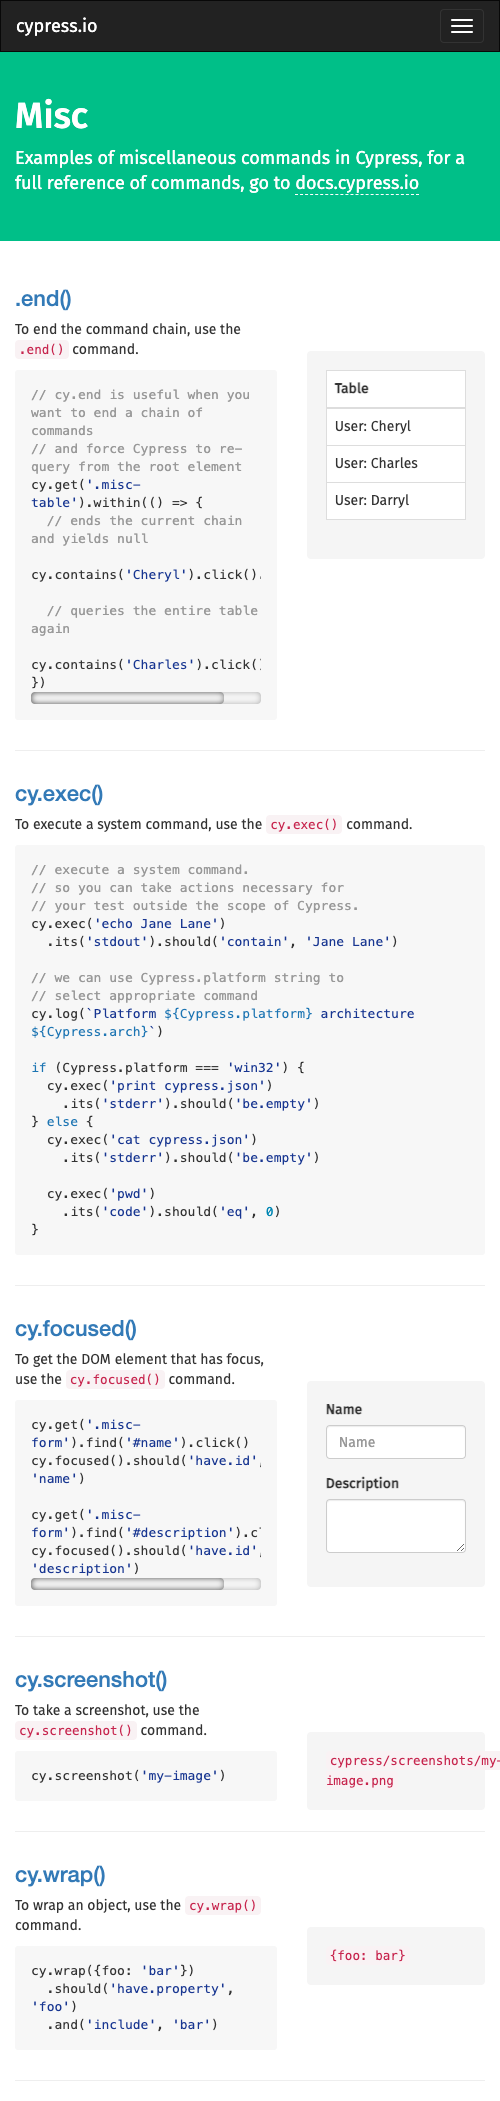 cypress.io
Misc
Examples of miscellaneous commands in Cypress, for a
full reference of commands, go to docs.cypress.io
.end()
To end the command chain, use the
.end() command.
// cy.end is useful when you
want to end a chain of
commands
// and force Cypress to re-
query from the root element
cy.get('.misc-
table').within(() => {
  // ends the current chain
and yields null

cy.contains('Cheryl').click().

  // queries the entire table
again

cy.contains('Charles').click()
})
Table
User: Cheryl
User: Charles
User: Darryl
cy.exec()
To execute a system command, use the cy.exec() command.
// execute a system command.
// so you can take actions necessary for
// your test outside the scope of Cypress.
cy.exec('echo Jane Lane')
  .its('stdout').should('contain', 'Jane Lane')

// we can use Cypress.platform string to
// select appropriate command
cy.log(`Platform ${Cypress.platform} architecture
${Cypress.arch}`)

if (Cypress.platform === 'win32') {
  cy.exec('print cypress.json')
    .its('stderr').should('be.empty')
} else {
  cy.exec('cat cypress.json')
    .its('stderr').should('be.empty')

  cy.exec('pwd')
    .its('code').should('eq', 0)
}
cy.focused()
To get the DOM element that has focus,
use the cy.focused() command.
cy.get('.misc-
form').find('#name').click()
cy.focused().should('have.id',
'name')

cy.get('.misc-
form').find('#description').cl
cy.focused().should('have.id',
'description')
Name
Name
Description
cy.screenshot()
To take a screenshot, use the
cy.screenshot() command.
cy.screenshot('my-image')
cypress/screenshots/my-
image.png
cy.wrap()
To wrap an object, use the cy.wrap()
command.
cy.wrap({foo: 'bar'})
  .should('have.property',
'foo')
  .and('include', 'bar')
{foo: bar}